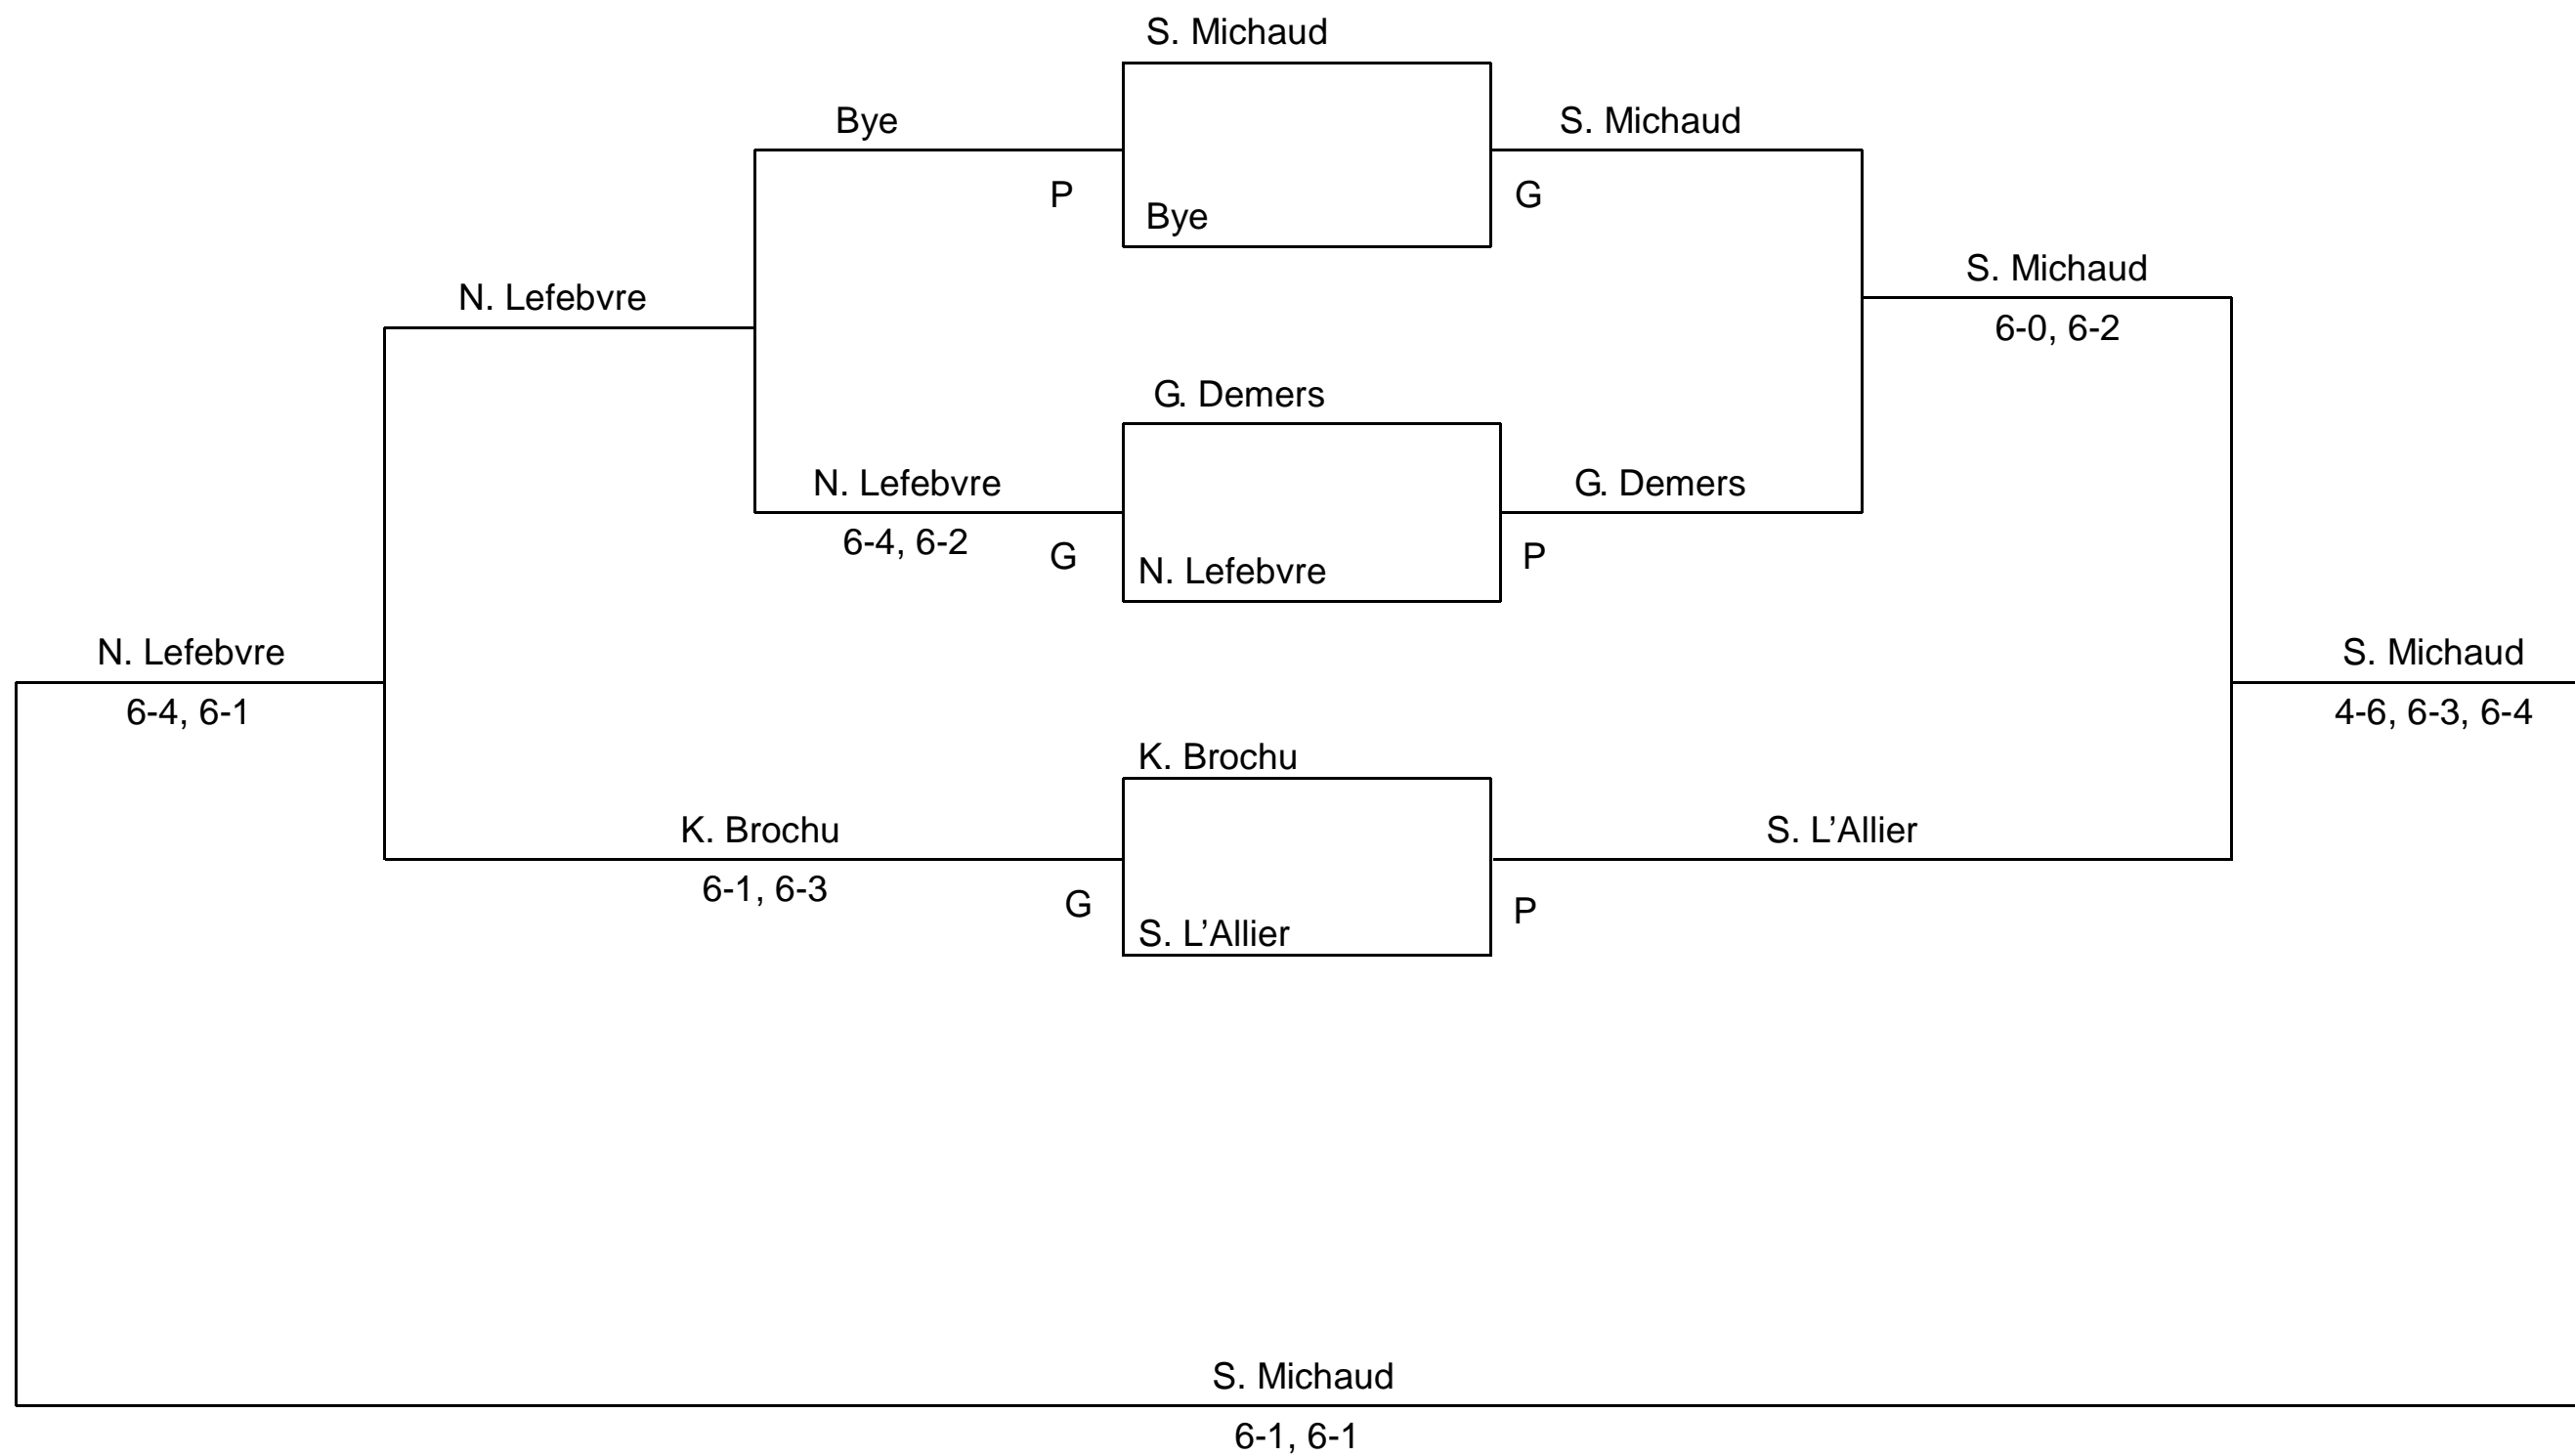 S. Michaud
Bye
S. Michaud
P
Bye
G
S. Michaud
N. Lefebvre
6-0, 6-2
G. Demers
N. Lefebvre
G. Demers
6-4, 6-2
G
N. Lefebvre
P
N. Lefebvre
S. Michaud
6-4, 6-1
4-6, 6-3, 6-4
K. Brochu
K. Brochu
S. L’Allier
6-1, 6-3
G
S. L’Allier
P
S. Michaud
6-1, 6-1